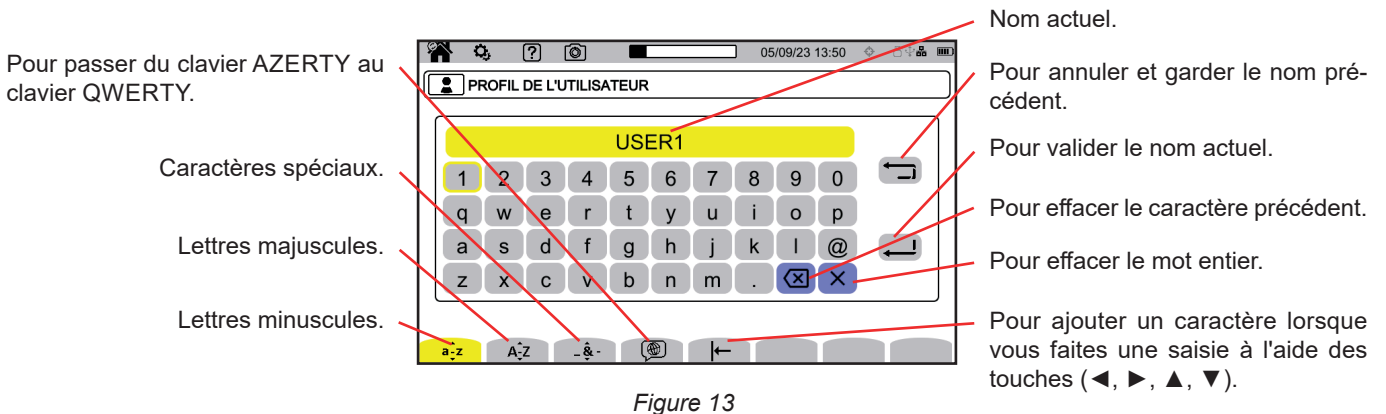 Nom actuel.
Pour passer du clavier AZERTY au
clavier QWERTY.
05/09/23 13:50
Pour annuler et garder le nom pré-
cédent.
PROFIL DE L'UTILISATEUR
USER1
Caractères spéciaux.
Pour valider le nom actuel.
1 2 3 4 5 6 7 8 9 0
q w e r t y u i o p
Pour effacer le caractère précédent.
Lettres majuscules.
a s d f g h j k l @
Pour effacer le mot entier.
z x c v b n m .
Lettres minuscules.
Pour ajouter un caractère lorsque
vous faites une saisie à l'aide des
touches (◄, ►, ▲, ▼).
a-z A-Z _&-
Figure 13